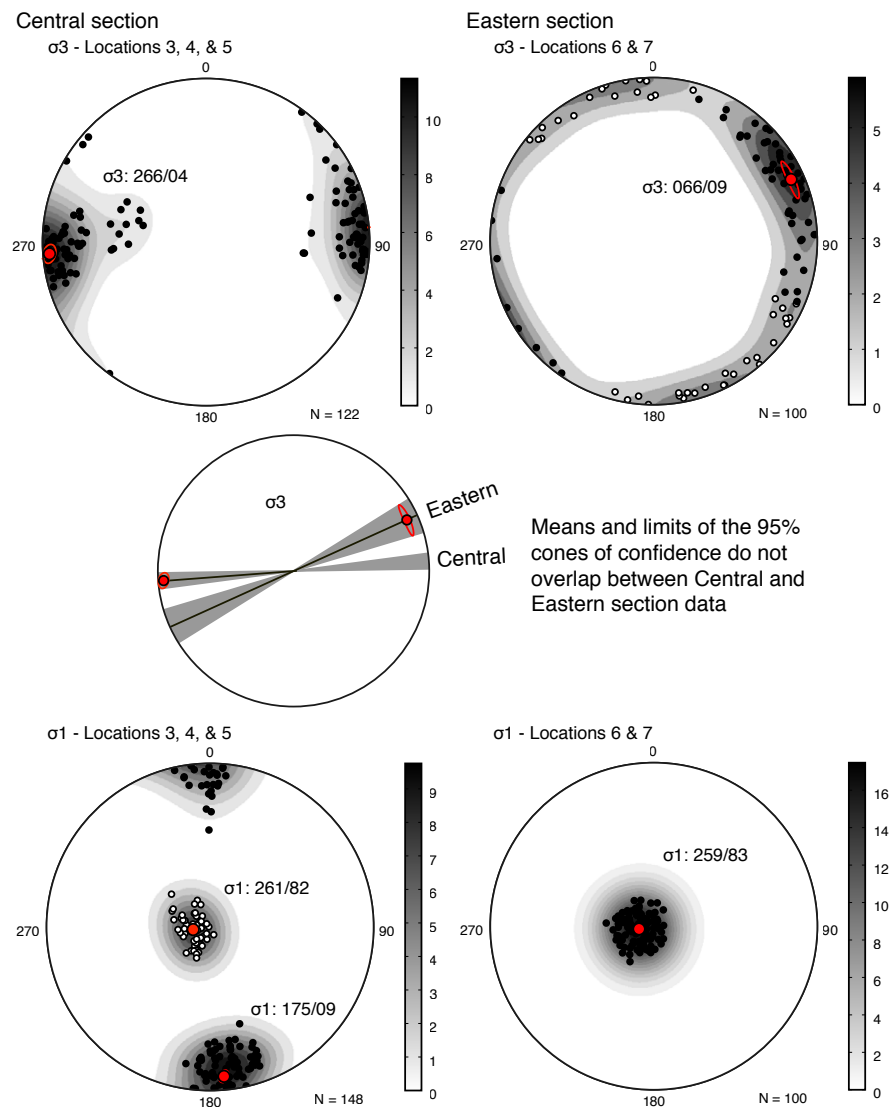 Central section
σ3 - Locations 3, 4, & 5
0
σ3: 266/04
270
90
180
N = 122
10
8
6
4
2
0
Eastern section
σ3 - Locations 6 & 7
0
σ3: 066/09
270
90
180
N = 100
5
4
3
2
1
0
σ3
Eastern
Central
Means and limits of the 95%
cones of confidence do not
overlap between Central and
Eastern section data
σ1 - Locations 3, 4, & 5
0
σ1: 261/82
270
90
σ1: 175/09
180
N = 148
9
8
7
6
5
4
3
2
1
0
σ1 - Locations 6 & 7
0
σ1: 259/83
270
90
180
N = 100
16
14
12
10
8
6
4
2
0